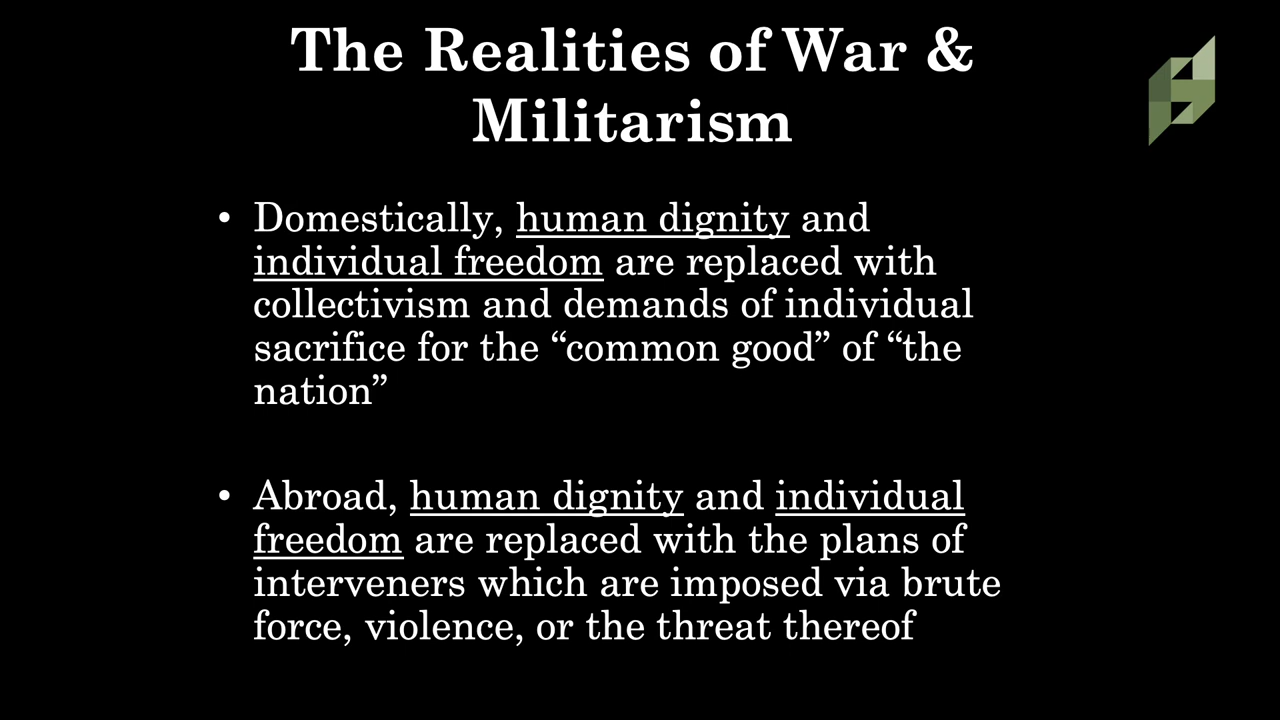 The Realities of War &
Militarism
• Domestically, human dignity and
individual freedom are replaced with
collectivism and demands of individual
sacrifice for the “common good” of “the
nation”
• Abroad, human dignity and individual
freedom are replaced with the plans of
interveners which are imposed via brute
force, violence, or the threat thereof